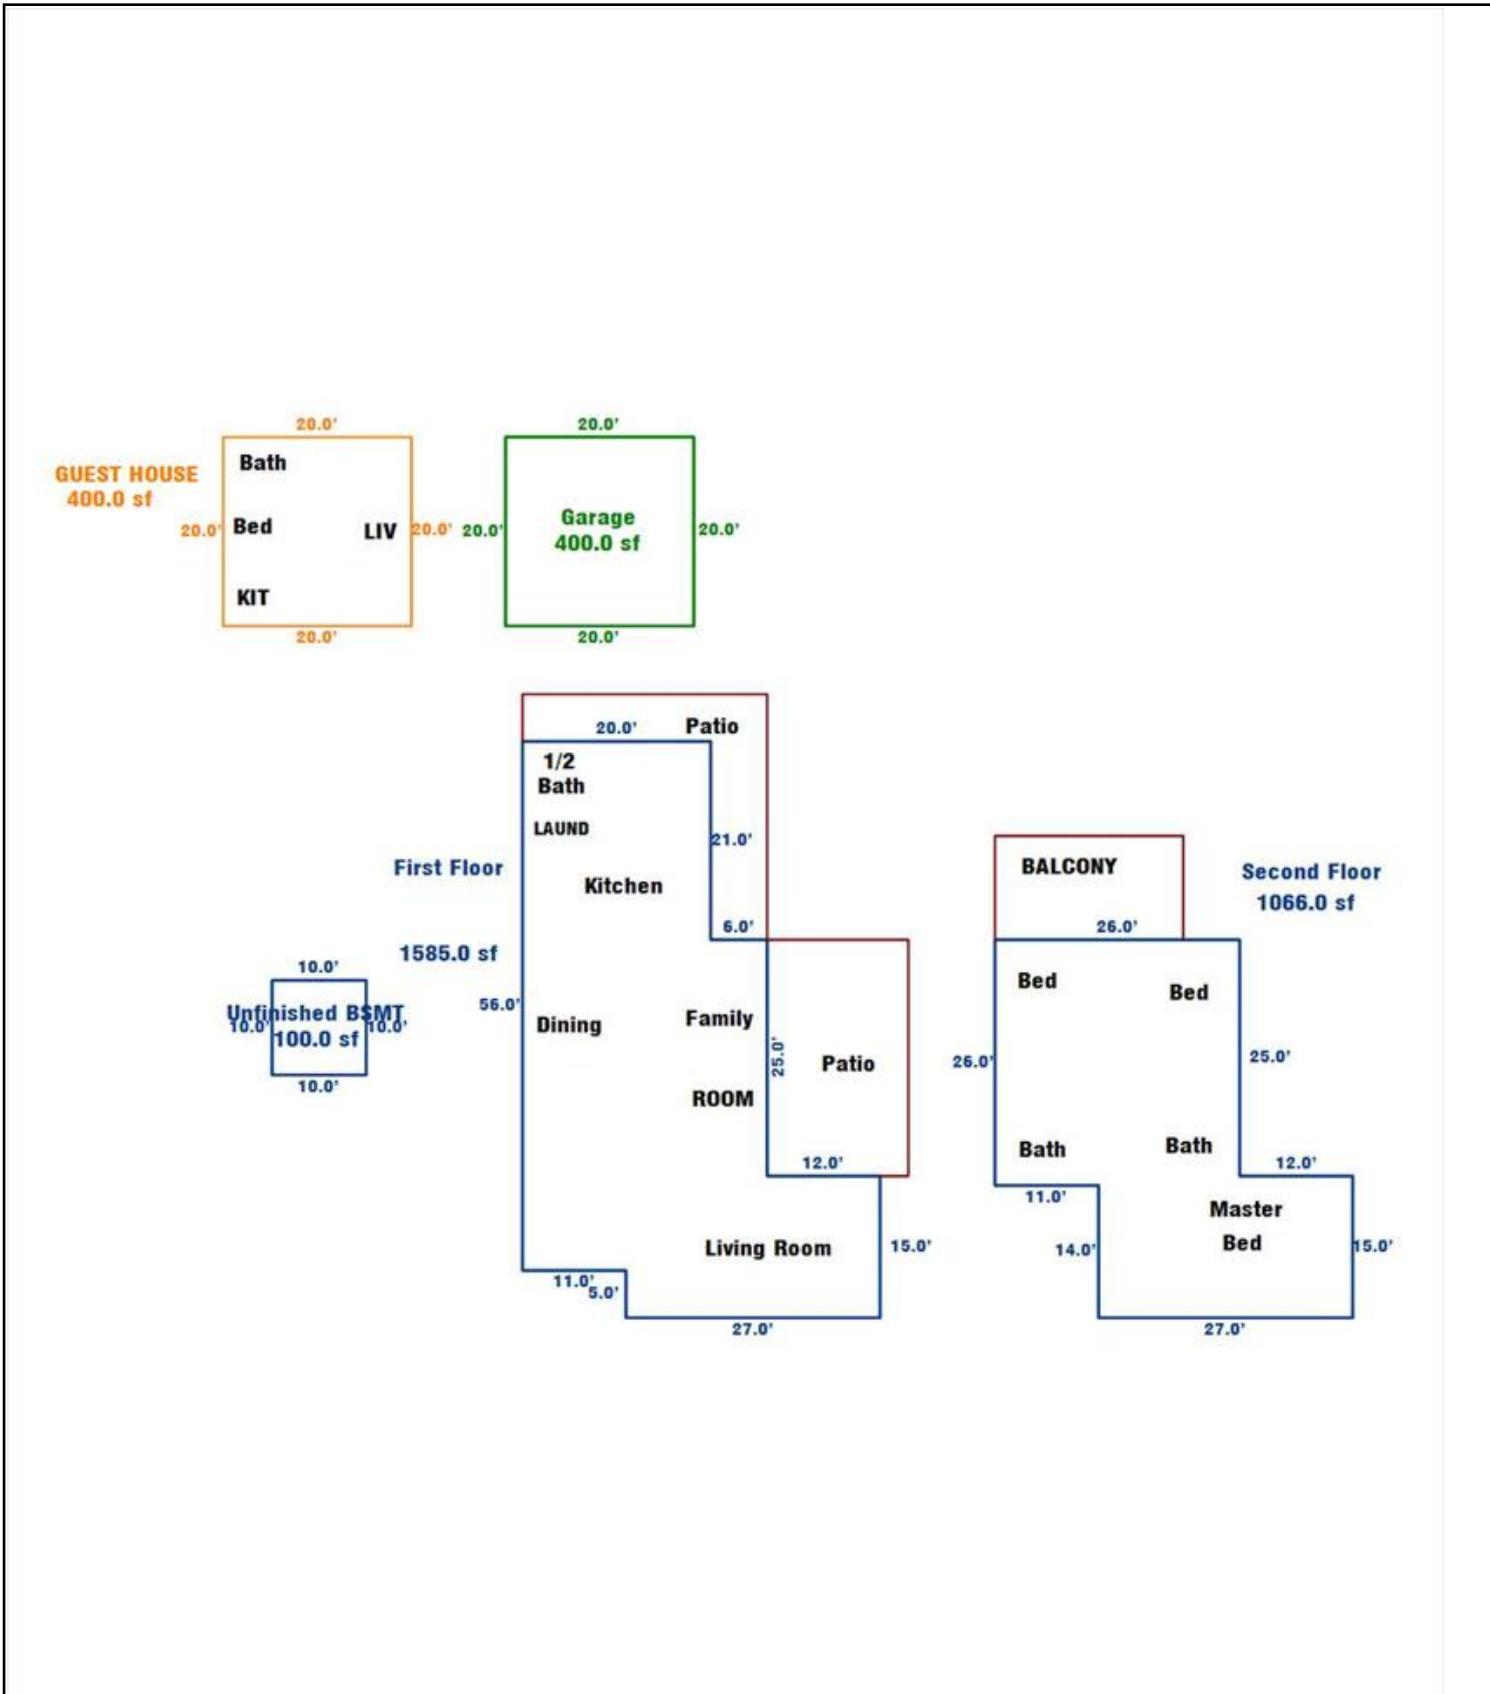 20.0'
GUEST HOUSE
400.0 sf
Bath
20.0'
Bed
LIV
20.0'
KIT
20.0'
20.0'
20.0'
Garage
400.0 sf
20.0'
20.0'
20.0'
Patio
1/2
Bath
LAUND
21.0'
First Floor
Kitchen
6.0'
1585.0 sf
56.0'
Dining
Family
ROOM
25.0'
Patio
12.0'
Living Room
15.0'
11.0'
5.0'
27.0'
10.0'
Unfinished BSMT
10.0'
10.0'
100.0 sf
10.0'
BALCONY
Second Floor
1066.0 sf
26.0'
Bed
Bed
26.0'
25.0'
Bath
Bath
12.0'
11.0'
Master
Bed
14.0'
15.0'
27.0'